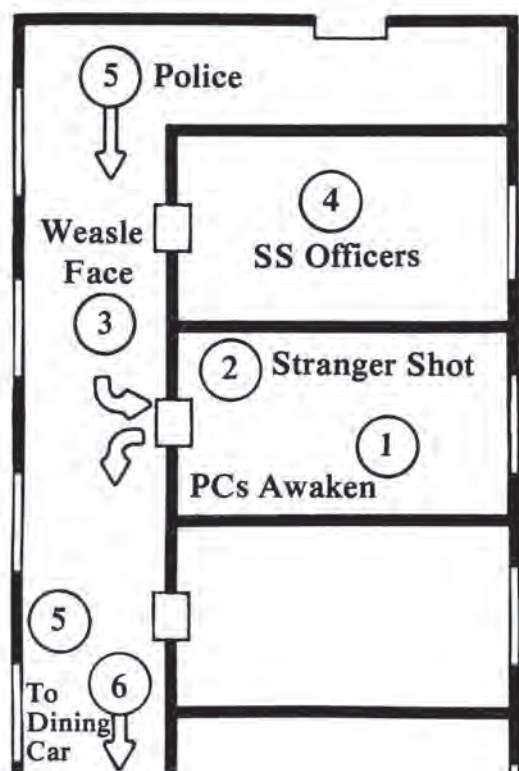 5 Police
4
SS Officers
Weasle
Face
3
2 Stranger Shot
1
PCs Awaken
5
6
To
Dining
Car